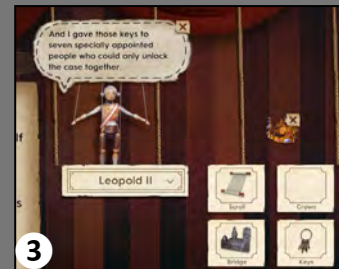 And I gave those keys to
seven specially appointed
people who could only unlock
the case together.
lf
Leopold II
s
Scroll
Crown
Bridge
Keys
3